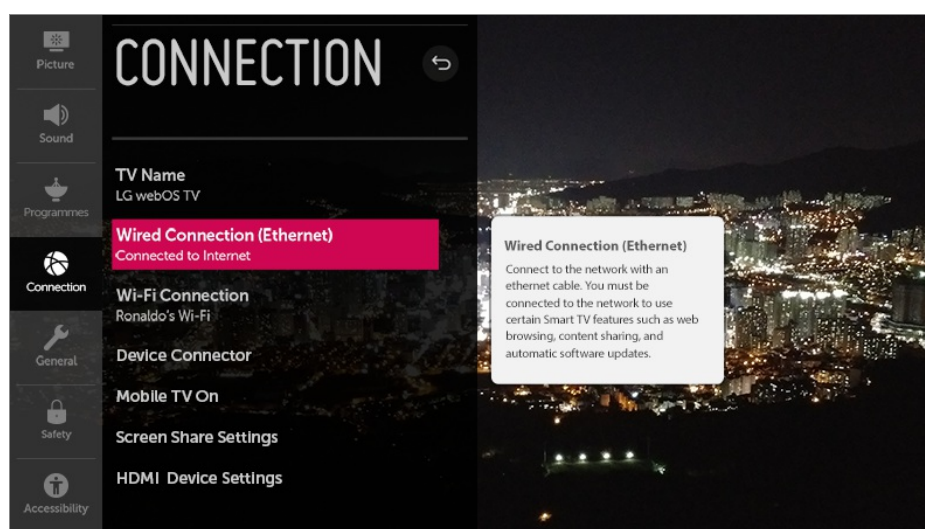 Picture
Sound
Programmes
Connection
General
Safety
Accessibility
CONNECTION
TV Name
LG webOS TV
Wired Connection (Ethernet)
Connected to Internet
Wi-Fi Connection
Ronaldo's Wi-Fi
Device Connector
Mobile TV On
Screen Share Settings
HDMI Device Settings
Wired Connection (Ethernet)
Connect to the network with an
ethernet cable. You must be
connected to the network to use
certain Smart TV features such as web
browsing, content sharing, and
automatic software updates.